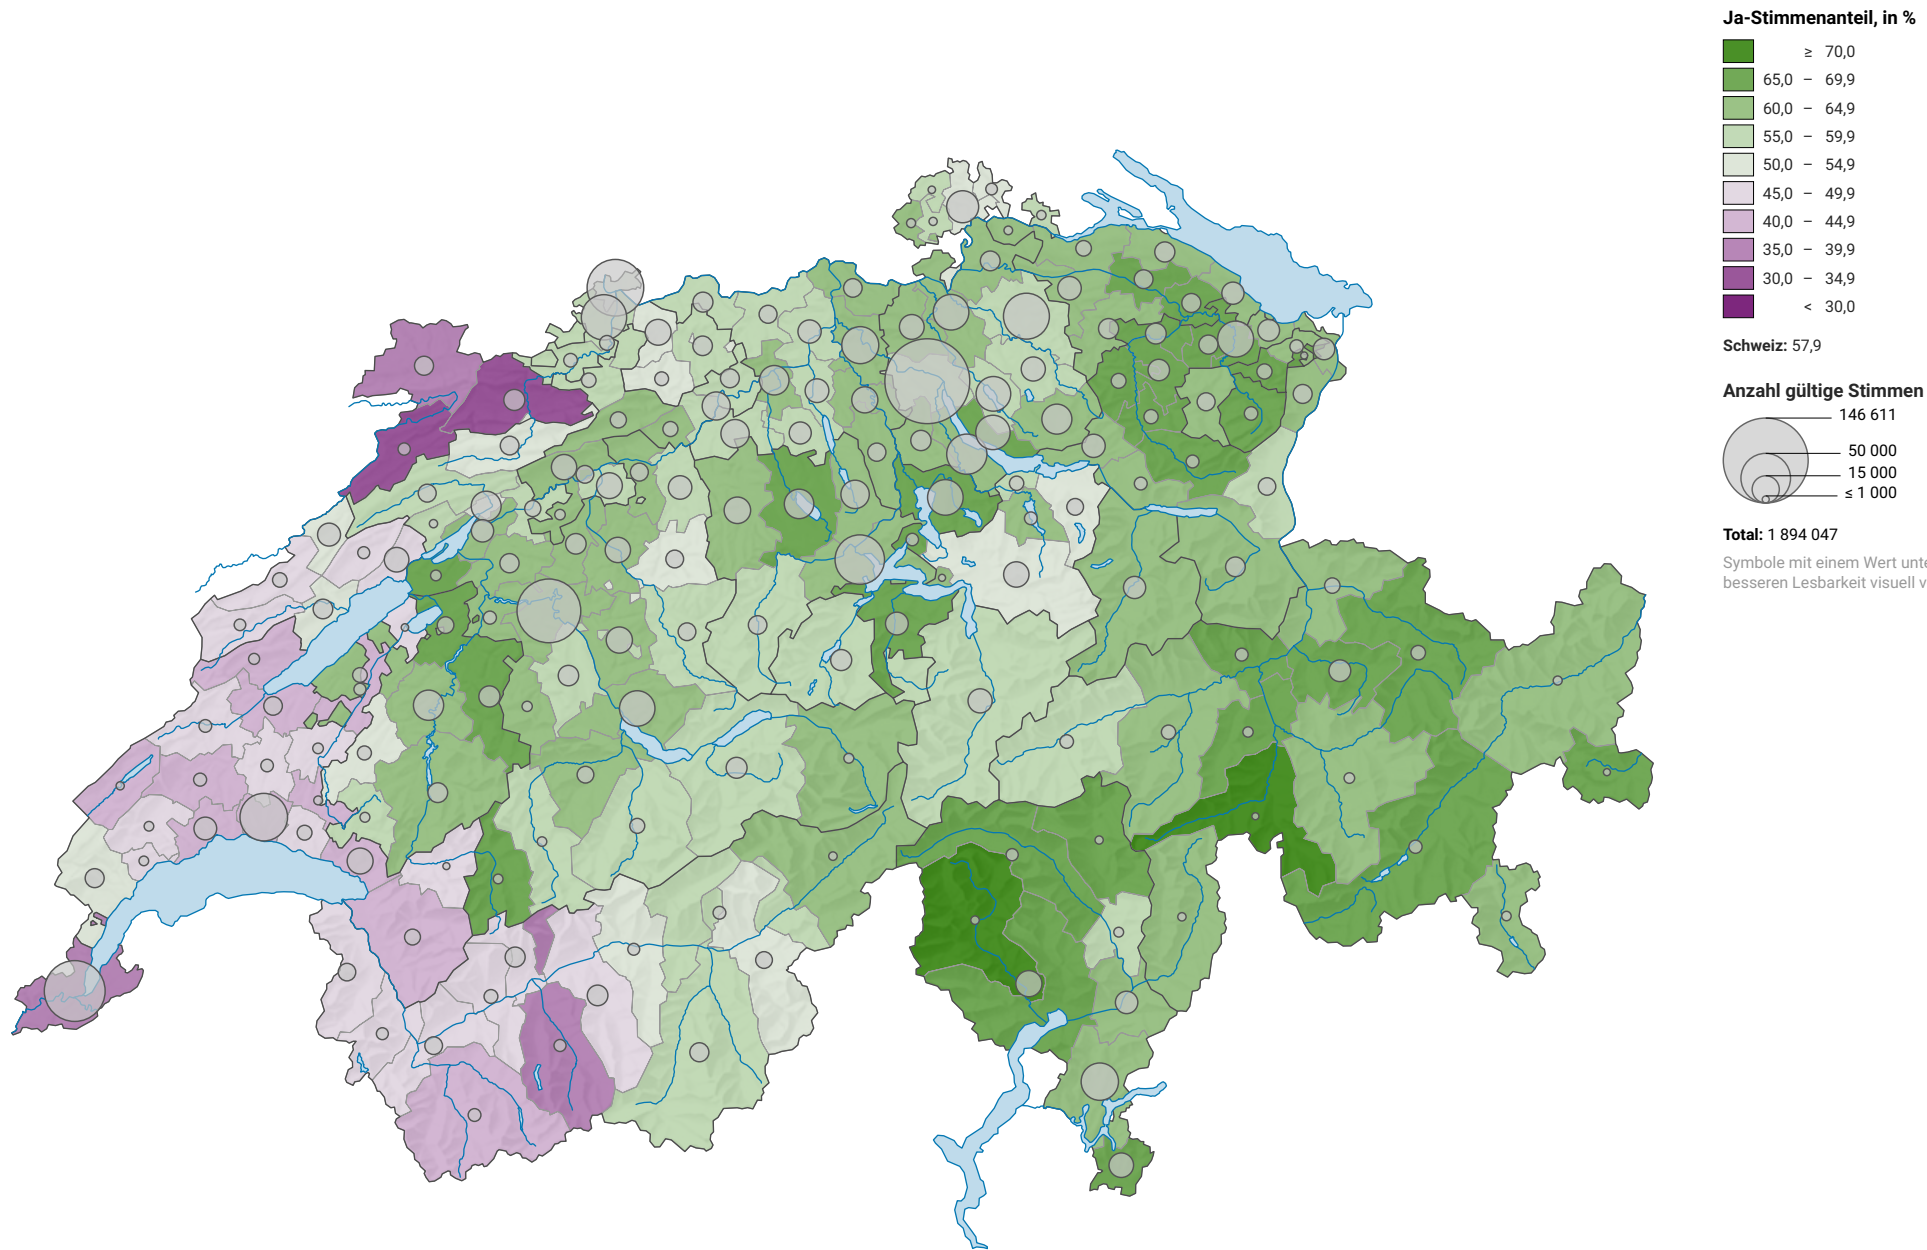 Ja-Stimmenanteil, in %
≥ 70,0
65,0 – 69,9
60,0 – 64,9
55,0 – 59,9
50,0 – 54,9
45,0 – 49,9
40,0 – 44,9
35,0 – 39,9
30,0 – 34,9
< 30,0
Schweiz: 57,9
Anzahl gültige Stimmen
146 611
50 000
15 000
≤ 1 000
Total: 1 894 047
Symbole mit einem Wert unte
besseren Lesbarkeit visuell v